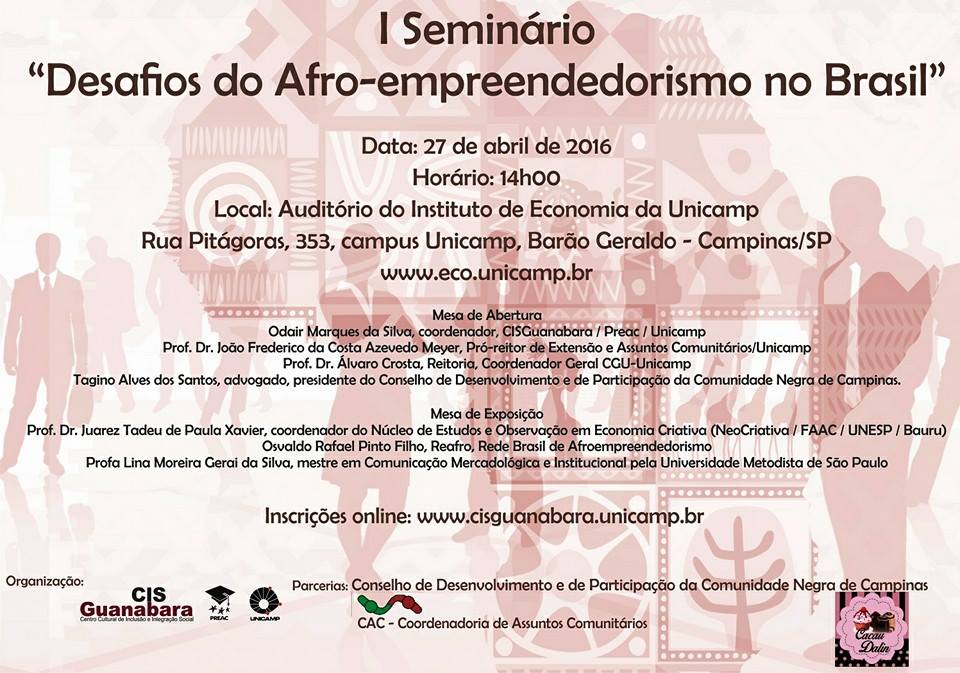 I Seminário
“Desafios do Afro-empreendedorismo no Brasil”
Data: 27 de abril de 2016
Horário: 14h00
Local: Auditório do Instituto de Economia da Unicamp
Rua Pitágoras, 353, campus Unicamp, Barão Geraldo - Campinas/SP
www.eco.unicamp.br
Mesa de Abertura
Odair Marques da Silva, coordenador, CISGuanabara / Preac / Unicamp
Prof. Dr. João Frederico da Costa Azevedo Meyer, Pró-reitor de Extensão e Assuntos Comunitários/Unicamp
Prof. Dr. Álvaro Crosta, Reitoria, Coordenador Geral CGU-Unicamp
Tagino Alves dos Santos, advogado, presidente do Conselho de Desenvolvimento e de Participação da Comunidade Negra de Campinas.
Mesa de Exposição
Prof. Dr. Juarez Tadeu de Paula Xavier, coordenador do Núcleo de Estudos e Observação em Economia Criativa (NeoCriativa / FAAC / UNESP / Bauru)
Osvaldo Rafael Pinto Filho, Reafro, Rede Brasil de Afroempreendedorismo
Profa Lina Moreira Gerai da Silva, mestre em Comunicação Mercadológica e Institucional pela Universidade Metodista de São Paulo
Inscrições online: www.cisguanabara.unicamp.br
Organização:
CIS
Guanabara
Centro Cultural de Inclusão e Integração Social
PREAC
UNICAMP
Parcerias: Conselho de Desenvolvimento e de Participação da Comunidade Negra de Campinas
CAC - Coordenadoria de Assuntos Comunitários
Cacau
Dalin